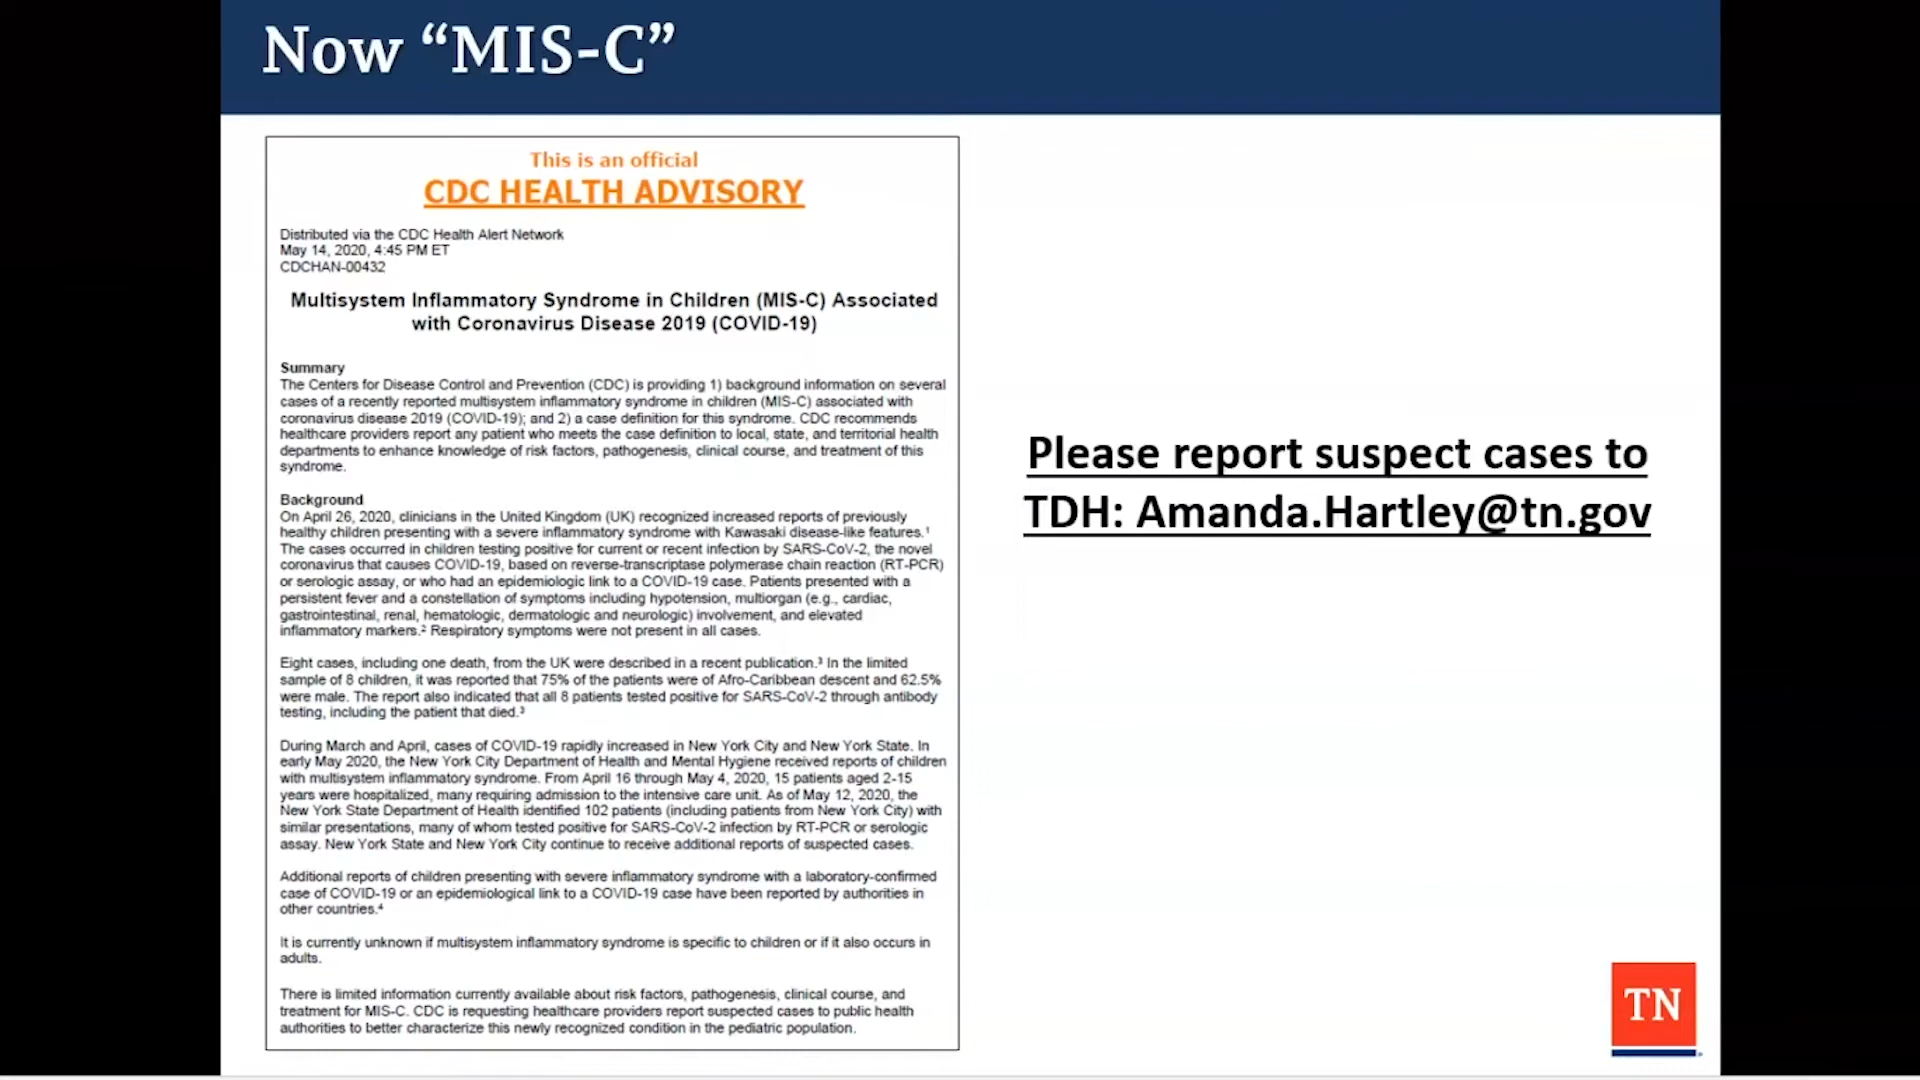 Now “MIS-C”
This is an official
CDC HEALTH ADVISORY
Distributed via the CDC Health Alert Network
May 14, 2020, 4:45 PM ET
CDCHAN-00432
Multisystem Inflammatory Syndrome in Children (MIS-C) Associated
with Coronavirus Disease 2019 (COVID-19)
Summary
The Centers for Disease Control and Prevention (CDC) is providing 1) background information on several
cases of a recently reported multisystem inflammatory syndrome in children (MIS-C) associated with
coronavirus disease 2019 (COVID-19); and 2) a case definition for this syndrome. CDC recommends
healthcare providers report any patient who meets the case definition to local, state, and territorial health
departments to enhance knowledge of risk factors, pathogenesis, clinical course, and treatment of this
syndrome.
Background
On April 26, 2020, clinicians in the United Kingdom (UK) recognized increased reports of previously
healthy children presenting with a severe inflammatory syndrome with Kawasaki disease-like features.¹
The cases occurred in children testing positive for current or recent infection by SARS-CoV-2, the novel
coronavirus that causes COVID-19, based on reverse-transcriptase polymerase chain reaction (RT-PCR)
or serologic assay, or who had an epidemiologic link to a COVID-19 case. Patients presented with a
persistent fever and a constellation of symptoms including hypotension, multiorgan (e.g., cardiac,
gastrointestinal, renal, hematologic, dermatologic and neurologic) involvement, and elevated
inflammatory markers.² Respiratory symptoms were not present in all cases.
Eight cases, including one death, from the UK were described in a recent publication.³ In the limited
sample of 8 children, it was reported that 75% of the patients were of Afro-Caribbean descent and 62.5%
were male. The report also indicated that all 8 patients tested positive for SARS-CoV-2 through antibody
testing, including the patient that died.³
During March and April, cases of COVID-19 rapidly increased in New York City and New York State. In
early May 2020, the New York City Department of Health and Mental Hygiene received reports of children
with multisystem inflammatory syndrome. From April 16 through May 4, 2020, 15 patients aged 2-15
years were hospitalized, many requiring admission to the intensive care unit. As of May 12, 2020, the
New York State Department of Health identified 102 patients (including patients from New York City) with
similar presentations, many of whom tested positive for SARS-CoV-2 infection by RT-PCR or serologic
assay. New York State and New York City continue to receive additional reports of suspected cases.
Additional reports of children presenting with severe inflammatory syndrome with a laboratory-confirmed
case of COVID-19 or an epidemiological link to a COVID-19 case have been reported by authorities in
other countries.⁴
It is currently unknown if multisystem inflammatory syndrome is specific to children or if it also occurs in
adults.
There is limited information currently available about risk factors, pathogenesis, clinical course, and
treatment for MIS-C. CDC is requesting healthcare providers report suspected cases to public health
authorities to better characterize this newly recognized condition in the pediatric population.
Please report suspect cases to
TDH: Amanda.Hartley@tn.gov
TN